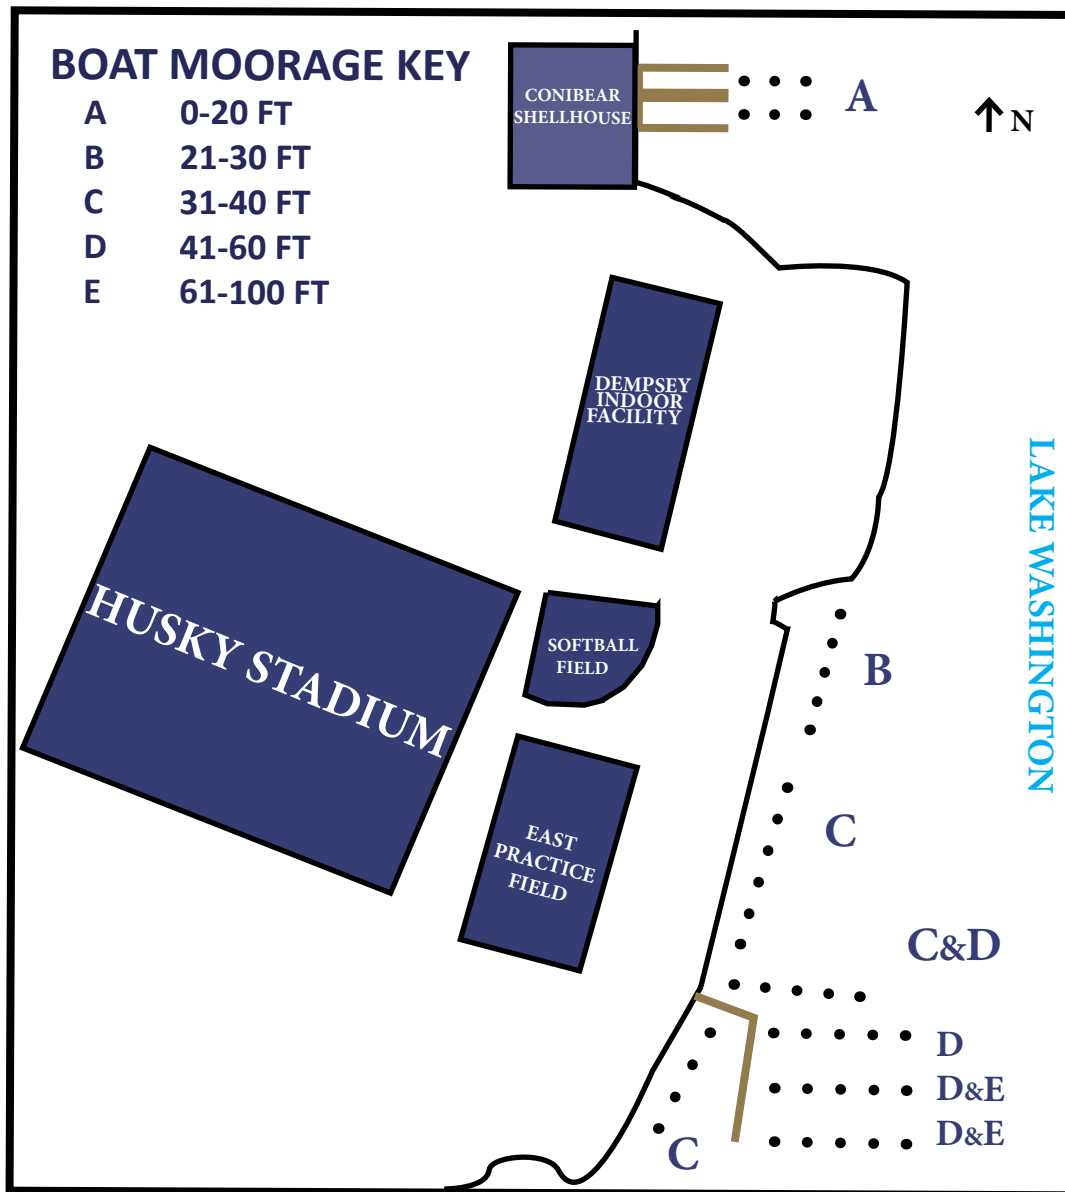 BOAT MOORAGE KEY
A 0-20 FT
B 21-30 FT
C 31-40 FT
D 41-60 FT
E 61-100 FT
CONIBEAR
SHELLHOUSE
A
N
DEMPSEY
INDOOR
FACILITY
LAKE WASHINGTON
HUSKY STADIUM
SOFTBALL
FIELD
B
EAST
PRACTICE
FIELD
C
C&D
D
D&E
D&E
C